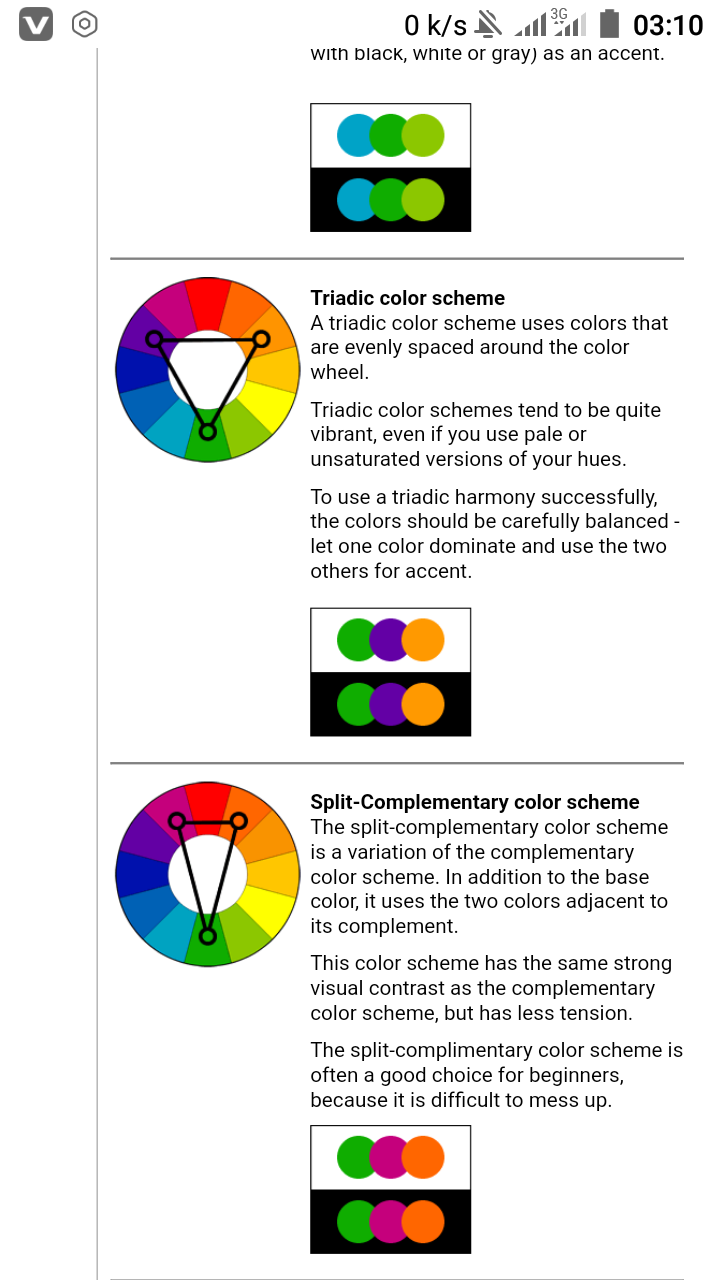 0 k/s 3G 03:10
with black, white or gray) as an accent.
Triadic color scheme
A triadic color scheme uses colors that
are evenly spaced around the color
wheel.
Triadic color schemes tend to be quite
vibrant, even if you use pale or
unsaturated versions of your hues.
To use a triadic harmony successfully,
the colors should be carefully balanced -
let one color dominate and use the two
others for accent.
Split-Complementary color scheme
The split-complementary color scheme
is a variation of the complementary
color scheme. In addition to the base
color, it uses the two colors adjacent to
its complement.
This color scheme has the same strong
visual contrast as the complementary
color scheme, but has less tension.
The split-complimentary color scheme is
often a good choice for beginners,
because it is difficult to mess up.